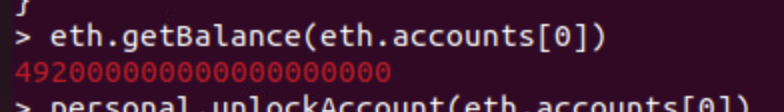 }
> eth.getBalance(eth.accounts[0])
492000000000000000000
> personal.unlockAccount(eth.accounts[0])